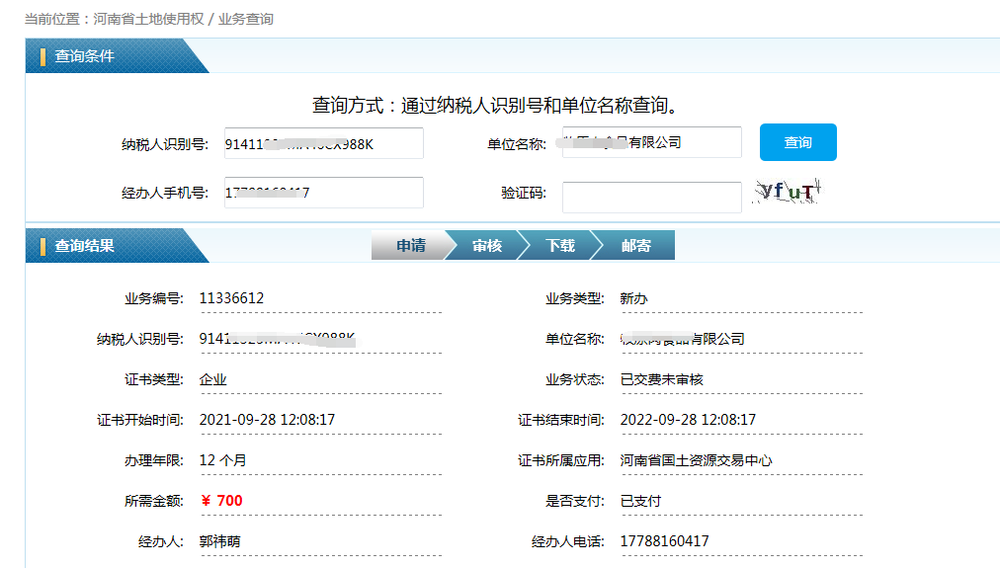 当前位置：河南省土地使用权 / 业务查询
查询条件
查询方式：通过纳税人识别号和单位名称查询。
纳税人识别号: 单位名称: 有限公司 查询
经办人手机号: 验证码: yfuT
查询结果 申请 审核 下载 邮寄
业务编号: 11336612 业务类型: 新办
纳税人识别号: 单位名称: 有限公司
证书类型: 企业 业务状态: 已交费未审核
证书开始时间: 2021-09-28 12:08:17 证书结束时间: 2022-09-28 12:08:17
办理年限: 12 个月 证书所属应用: 河南省国土资源交易中心
所需金额: ¥ 700 是否支付: 已支付
经办人: 郭祎萌 经办人电话: 17788160417